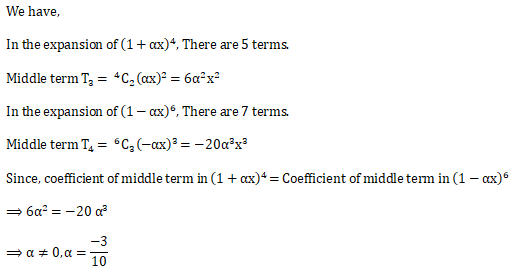 We have,
In the expansion of (1 + αx)⁴, There are 5 terms.
Middle term T₃ = ⁴C₂(αx)² = 6α²x²
In the expansion of (1 − αx)⁶, There are 7 terms.
Middle term T₄ = ⁶C₃(−αx)³ = −20α³x³
Since, coefficient of middle term in (1 + αx)⁴ = Coefficient of middle term in (1 − αx)⁶
⟹ 6α² = −20 α³
⟹ α ≠ 0, α = −3/10